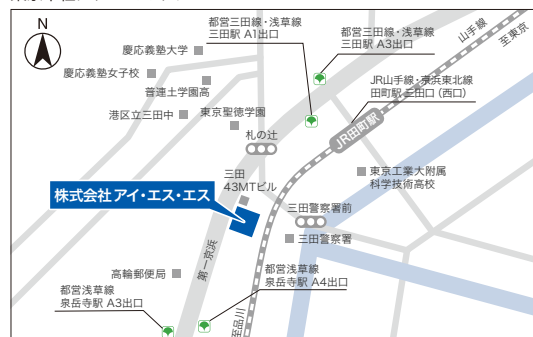 N
都営三田線・浅草線
三田駅 A1出口
都営三田線・浅草線
三田駅 A3出口
山手線
至東京
慶応義塾大学
慶応義塾女子校
普連土学園高
港区立三田中
東京聖徳学園
JR山手線・京浜東北線
田町駅 三田口（西口）
JR田町駅
札の辻
三田
43MTビル
東京工業大附属
科学技術高校
株式会社アイ・エス・エス
三田警察署前
三田警察署
第一京浜
高輪郵便局
都営浅草線
泉岳寺駅 A3出口
都営浅草線
泉岳寺駅 A4出口
至品川